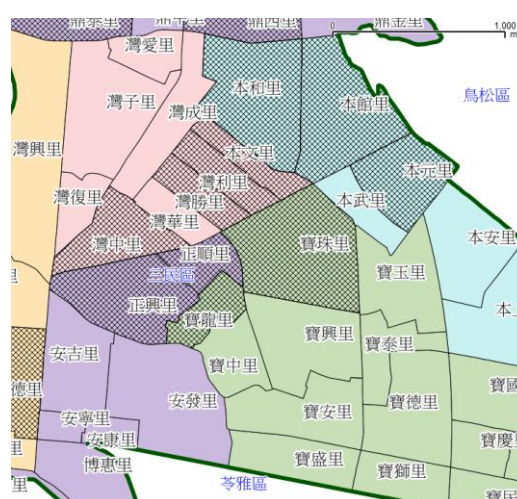 鼎泰里
鼎西里
鼎金里
0
1,000
m
灣愛里
本和里
灣子里
本館里
鳥松區
灣成里
灣興里
本文里
本元里
灣利里
灣復里
灣勝里
本武里
灣華里
本安里
灣中里
正順里
寶珠里
三民區
寶玉里
正興里
寶龍里
寶興里
寶泰里
安吉里
寶中里
德里
安發里
寶安里
寶德里
安寧里
安康里
博惠里
寶盛里
寶獅里
苓雅區